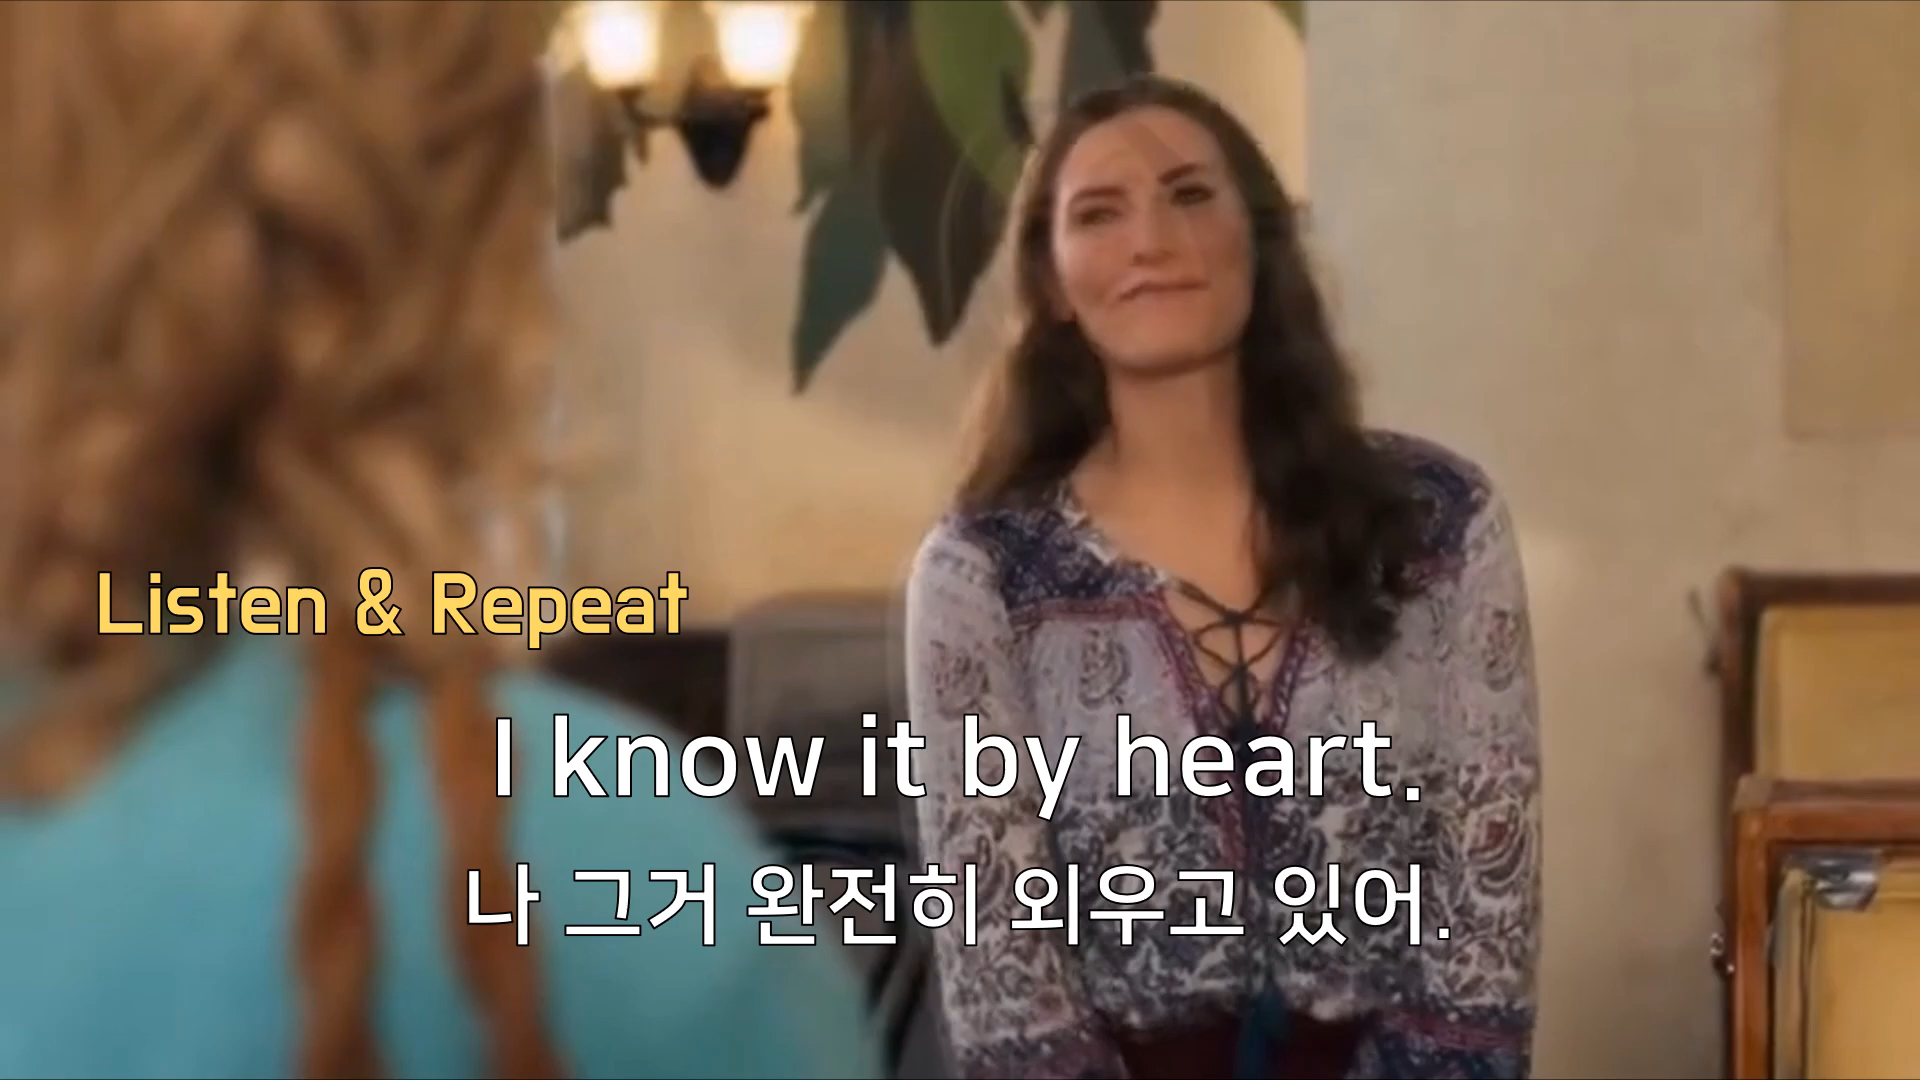 Listen & Repeat
I know it by heart.
나 그거 완전히 외우고 있어.